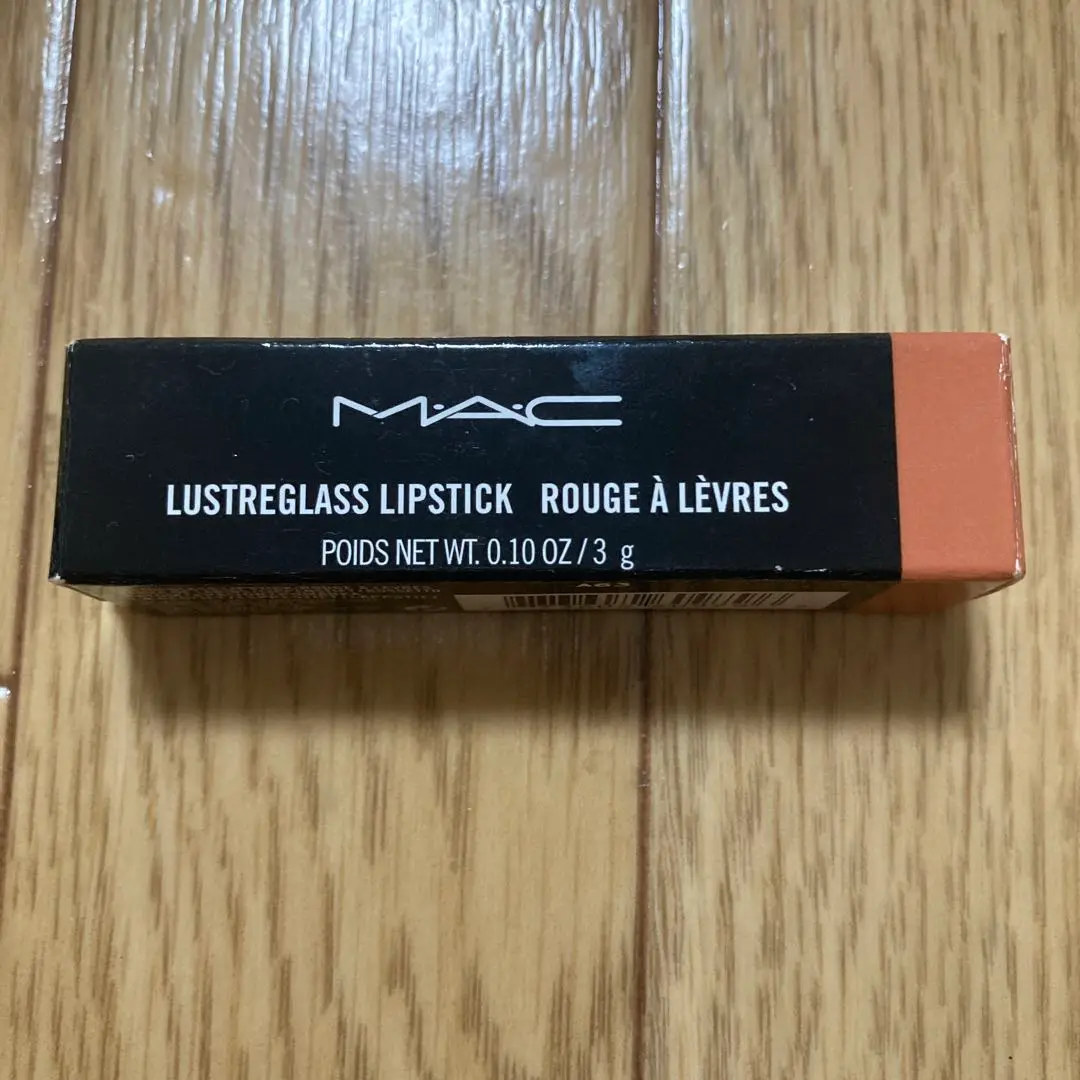 M·A·C
LUSTREGLASS LIPSTICK ROUGE À LÈVRES
POIDS NET WT. 0.10 OZ / 3 g